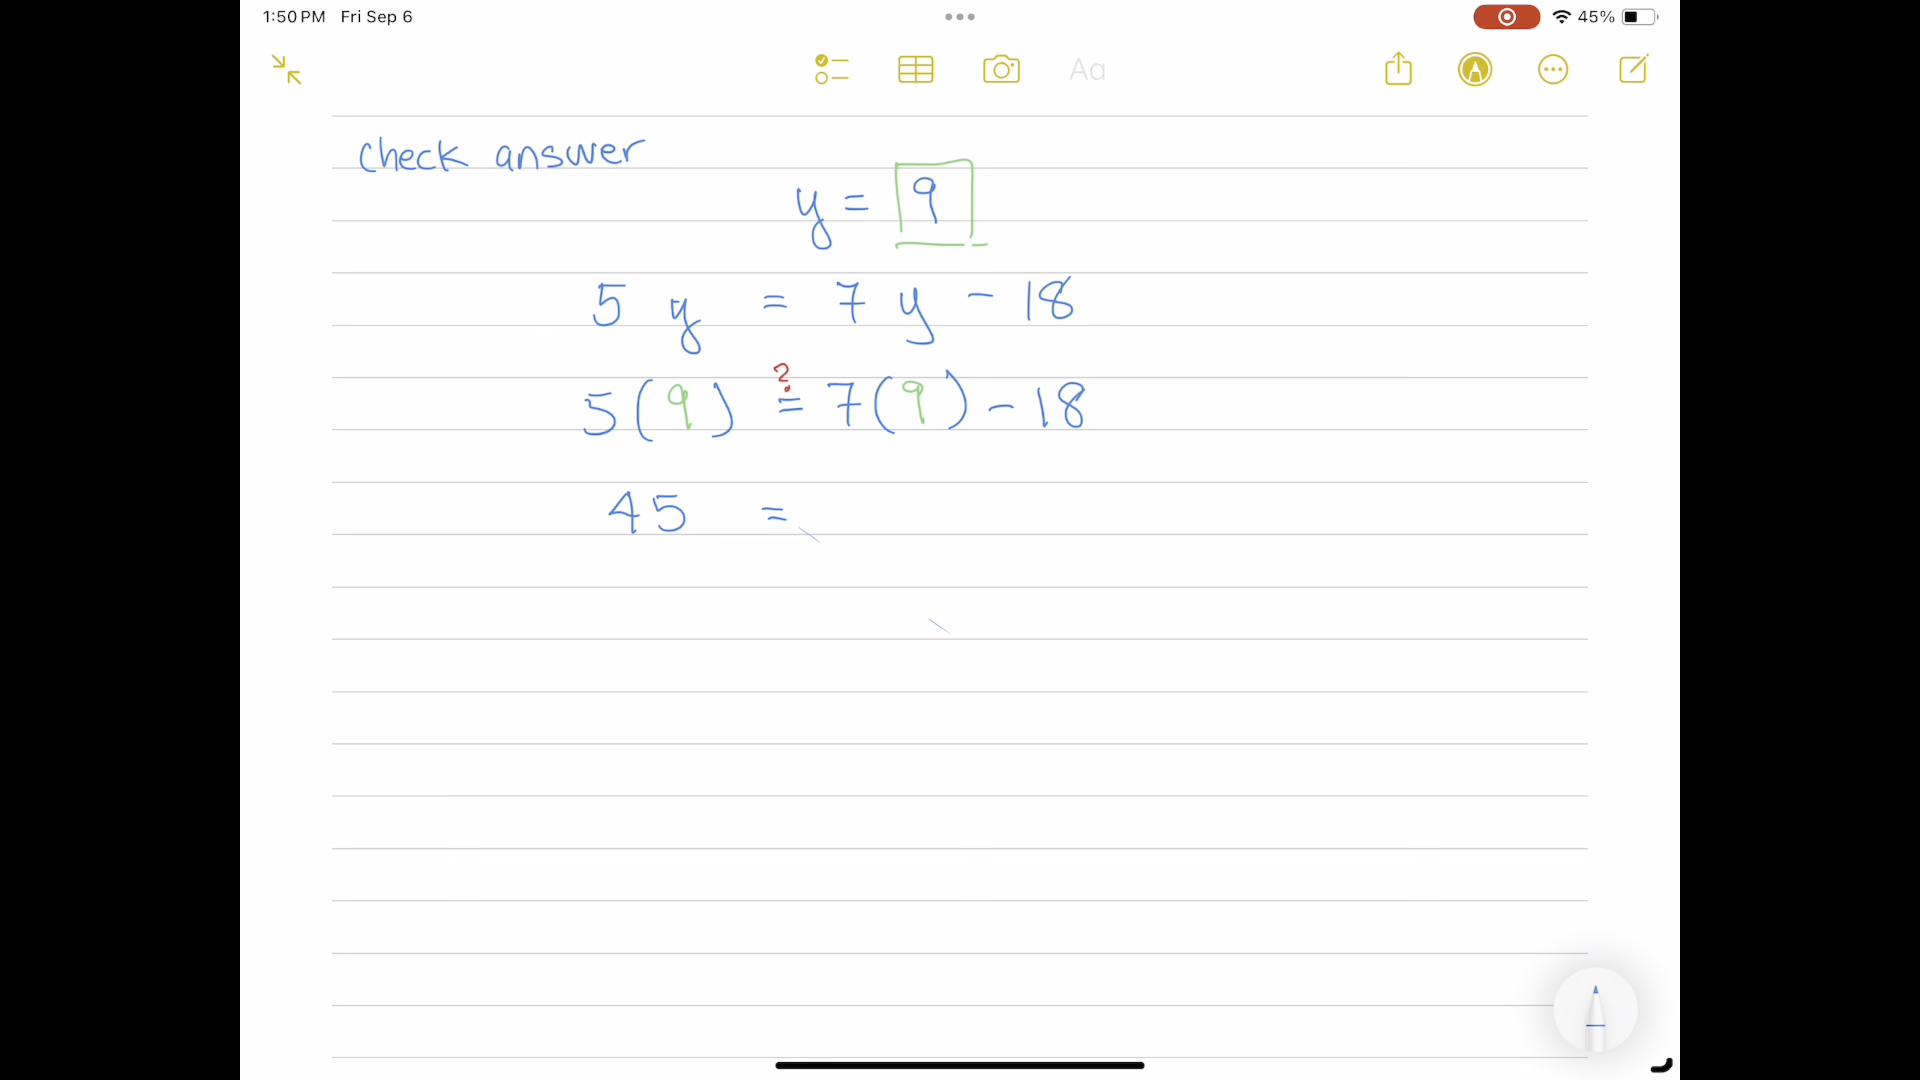 1:50 PM Fri Sep 6
45%
Aa
check answer
y = 9
5 y = 7 y - 18
5(9) ?= 7(9) - 18
45 =